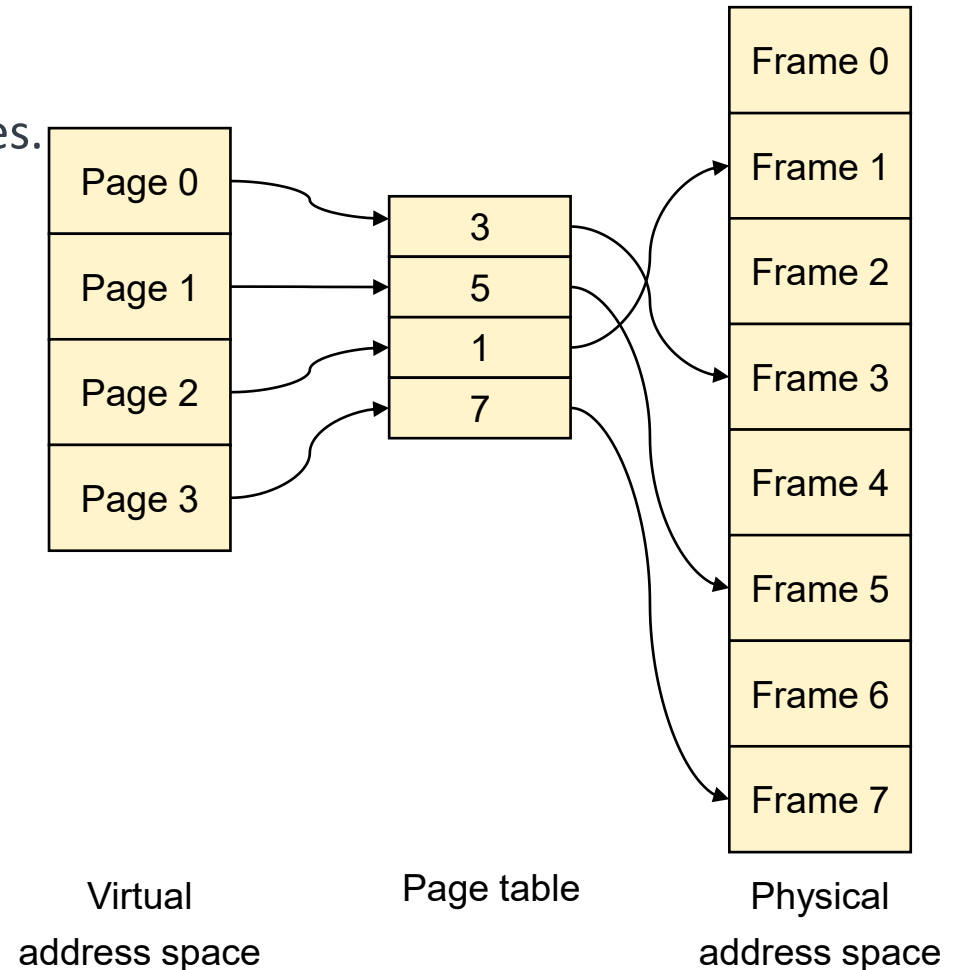 es.
Page 0
Page 1
Page 2
Page 3
3
5
1
7
Frame 0
Frame 1
Frame 2
Frame 3
Frame 4
Frame 5
Frame 6
Frame 7
Virtual
address space
Page table
Physical
address space